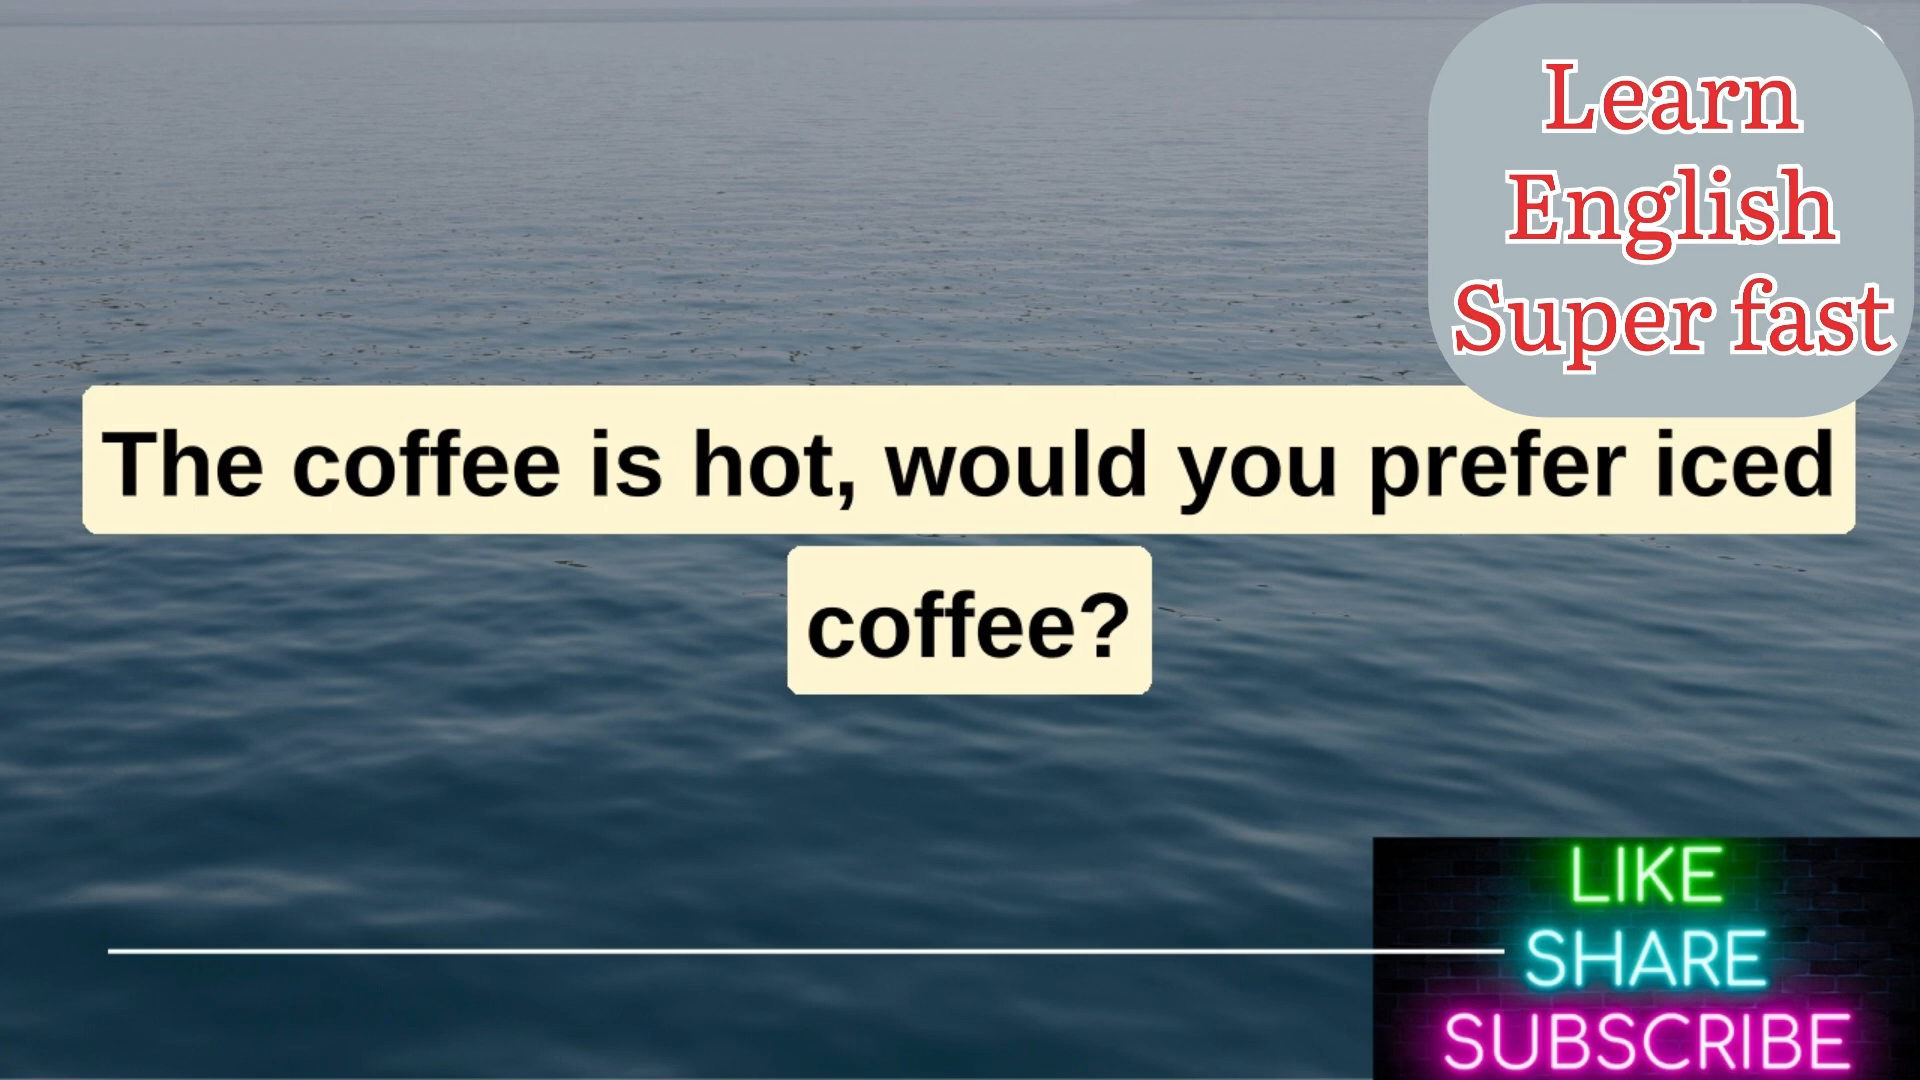 Learn
English
Super fast
The coffee is hot, would you prefer iced
coffee?
LIKE
SHARE
SUBSCRIBE